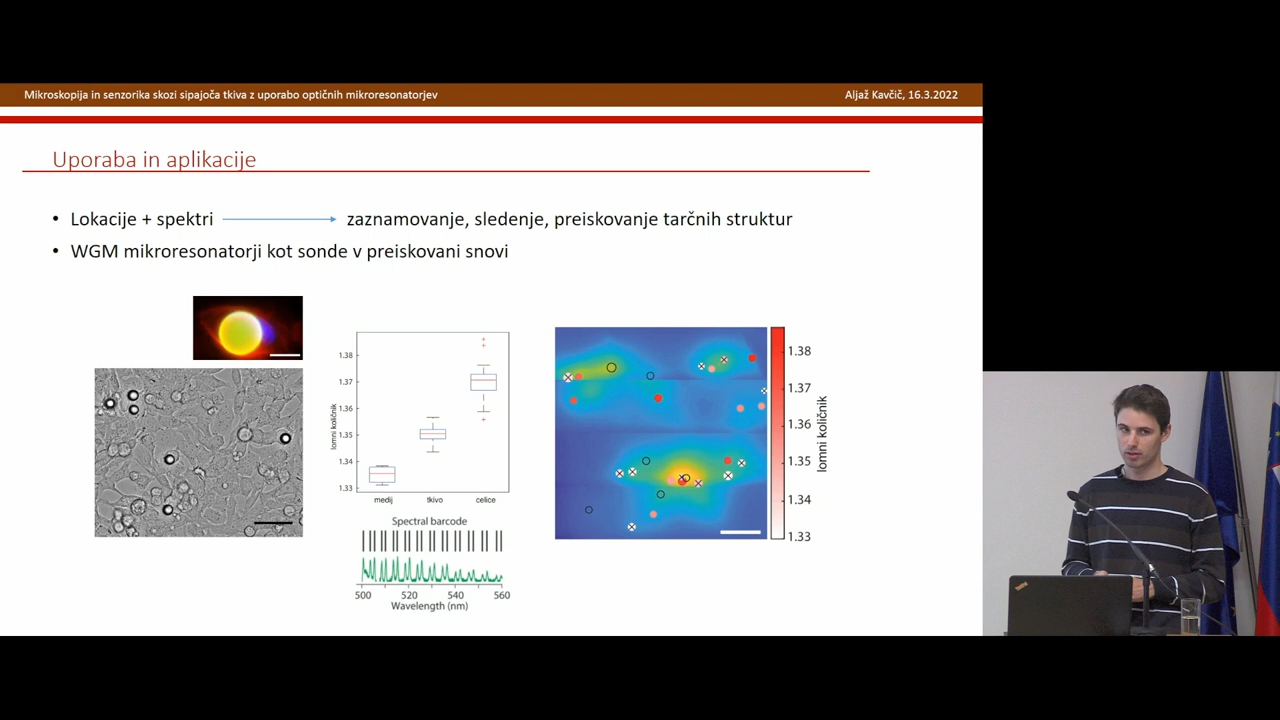 Mikroskopija in senzorika skozi sipajoča tkiva z uporabo optičnih mikroresonatorjev
Aljaž Kavčič, 16.3.2022
Uporaba in aplikacije
• Lokacije + spektri
zaznamovanje, sledenje, preiskovanje tarčnih struktur
• WGM mikroresonatorji kot sonde v preiskovani snovi
lomni količnik
1.38
1.37
1.36
1.35
1.34
1.33
medij tkivo celice
Spectral barcode
500 520 540 560
Wavelength (nm)
1.38
1.37
1.36
1.35
1.34
1.33
lomni količnik